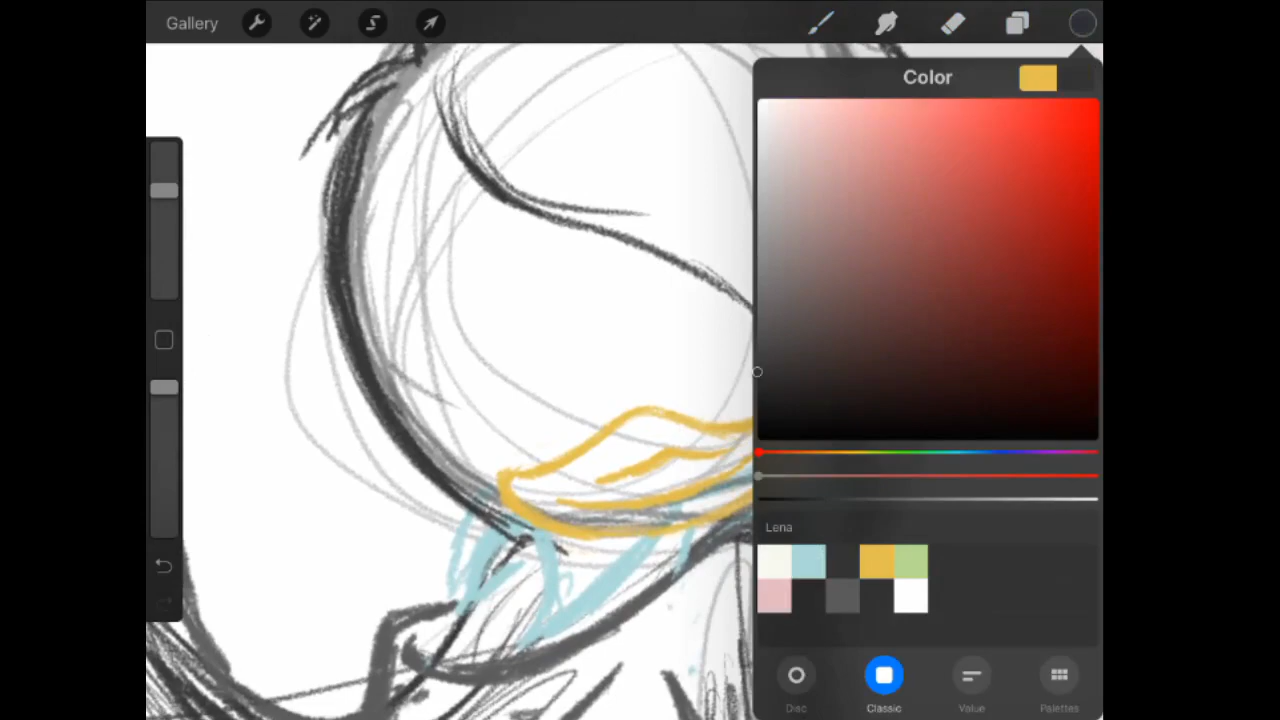 Gallery
Color
Lena
Disc
Classic
Value
Palettes